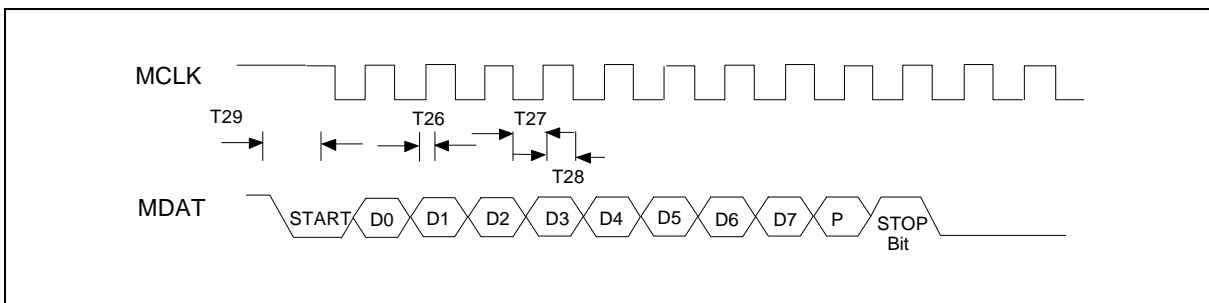 MCLK
T29 T26 T27
T28
MDAT
START D0 D1 D2 D3 D4 D5 D6 D7 P STOP
Bit